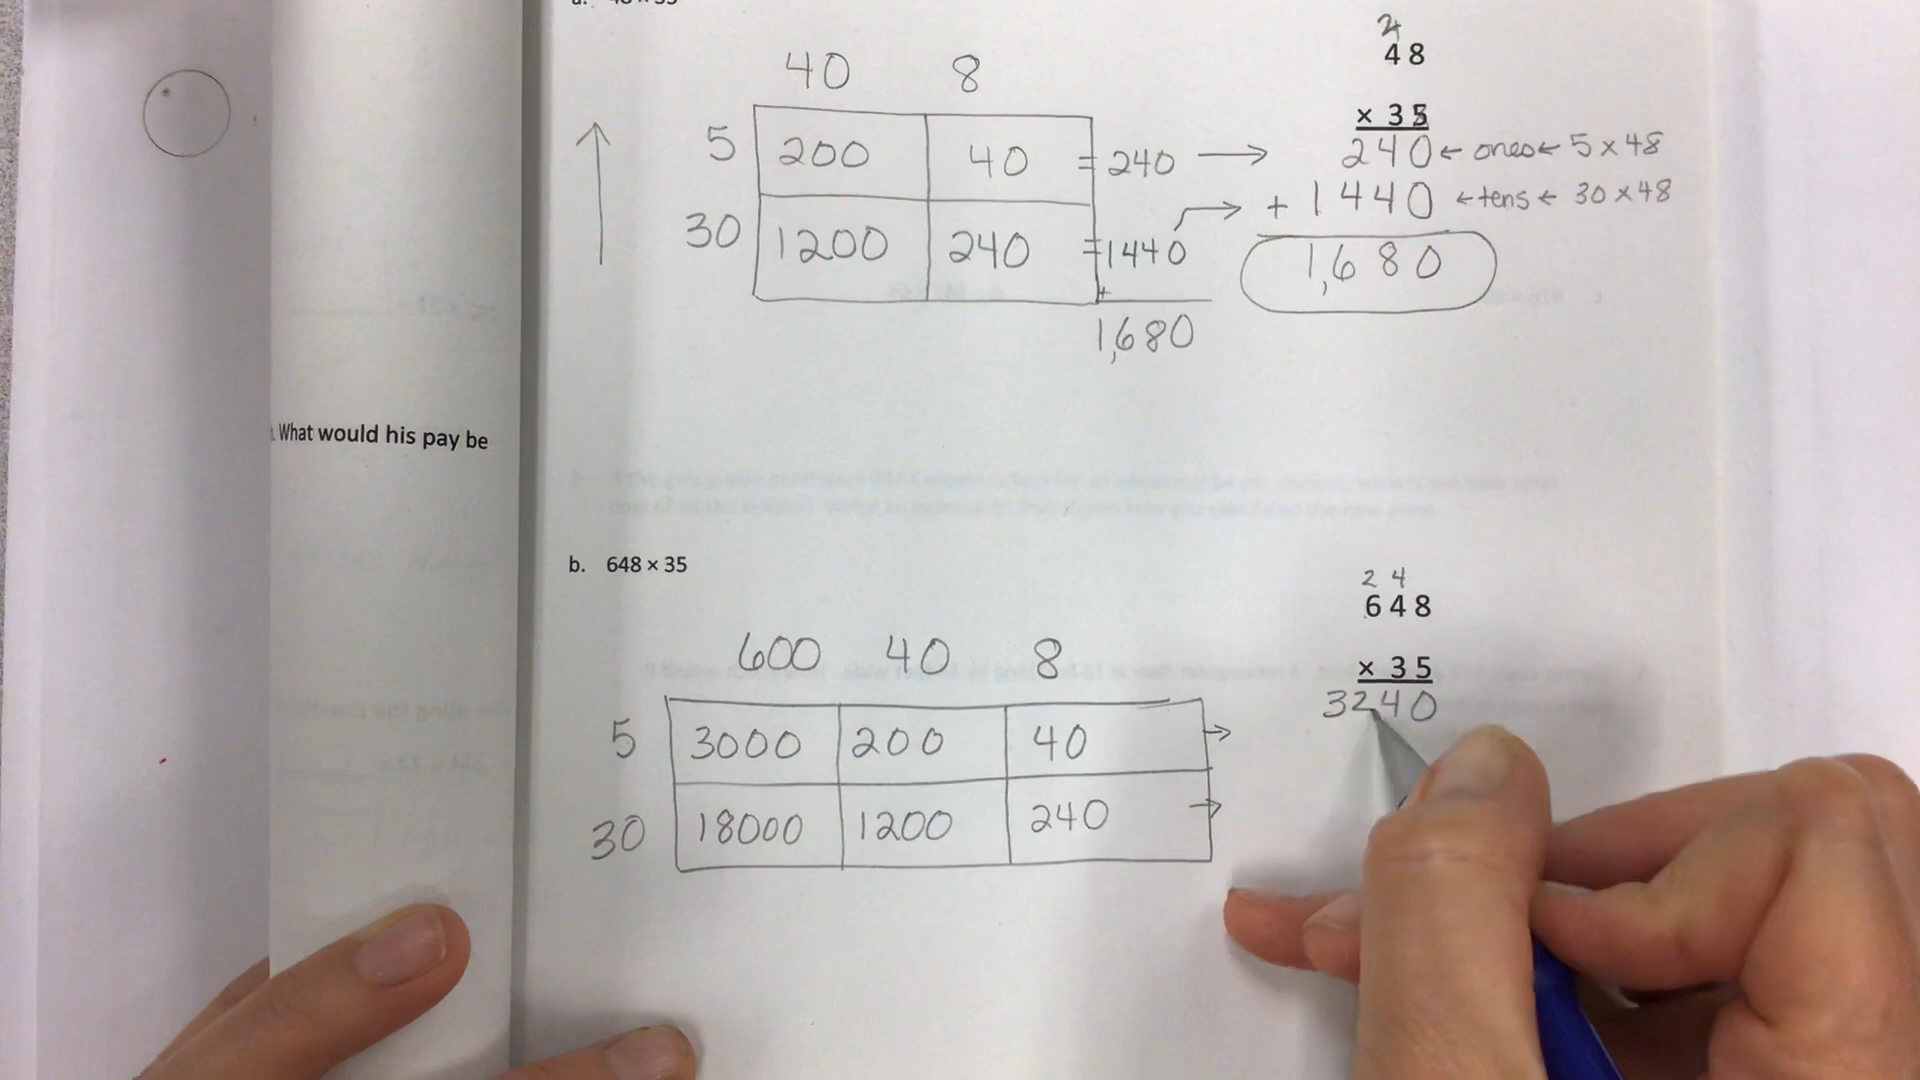 40 8
5 200 40 = 240 →
30 1200 240 = 1440
+
1,680
48
× 35
240 ← ones ← 5 x 48
+ 1440 ← tens ← 30 x 48
1,680
What would his pay be
b. 648 × 35
600 40 8
5 3000 200 40 →
30 18000 1200 240 →
2 4
648
× 35
3240